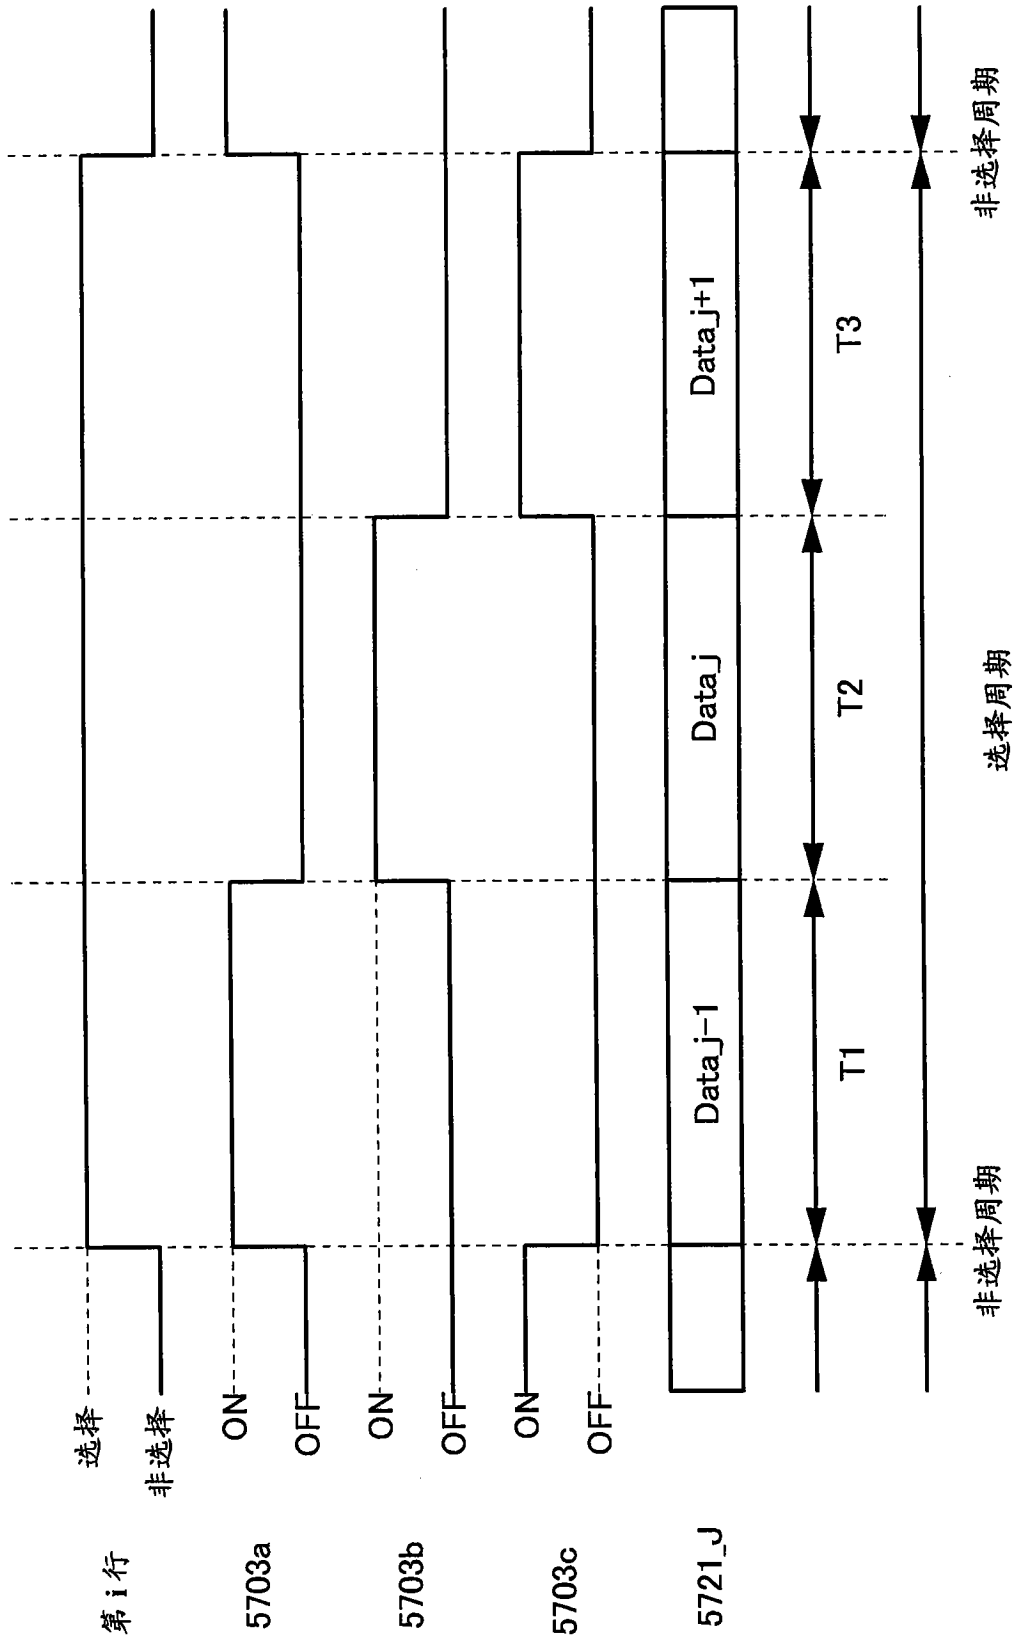 第 i 行
选择
非选择
5703a
ON
OFF
5703b
ON
OFF
5703c
ON
OFF
5721_J
Data_j-1
Data_j
Data_j+1
T1
T2
T3
非选择周期
选择周期
非选择周期